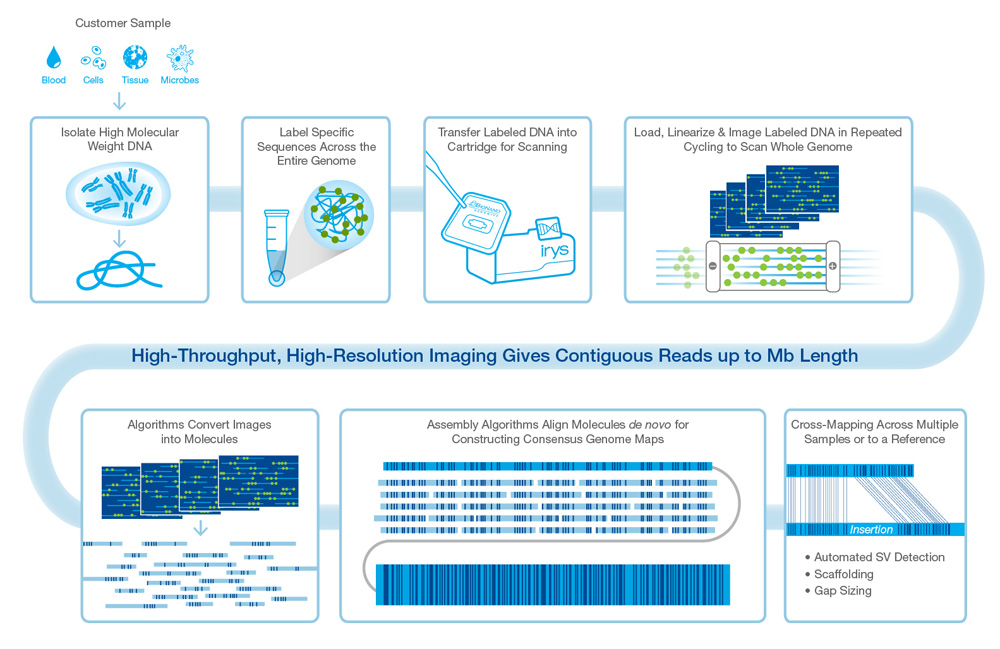 Customer Sample
Blood
Cells
Tissue
Microbes
Isolate High Molecular
Weight DNA
Label Specific
Sequences Across the
Entire Genome
Transfer Labeled DNA into
Cartridge for Scanning
irys
Load, Linearize & Image Labeled DNA in Repeated
Cycling to Scan Whole Genome
High-Throughput, High-Resolution Imaging Gives Contiguous Reads up to Mb Length
Algorithms Convert Images
into Molecules
Assembly Algorithms Align Molecules de novo for
Constructing Consensus Genome Maps
Cross-Mapping Across Multiple
Samples or to a Reference
Insertion
• Automated SV Detection
• Scaffolding
• Gap Sizing